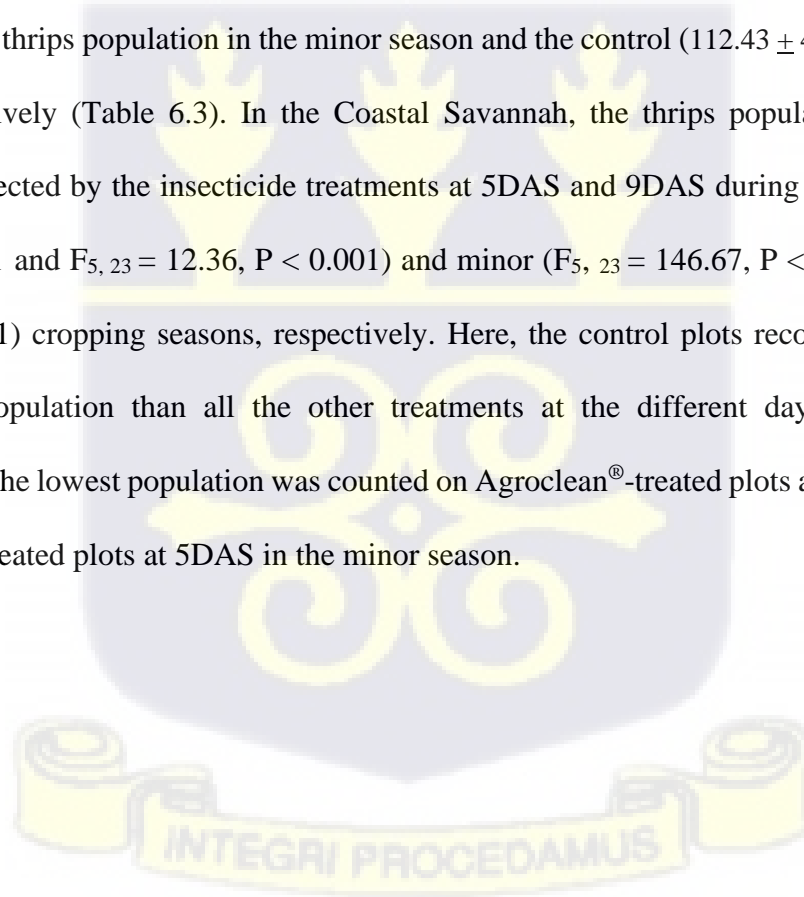 thrips population in the minor season and the control (112.43 ± 4
ively (Table 6.3). In the Coastal Savannah, the thrips popul
ected by the insecticide treatments at 5DAS and 9DAS during
and F5, 23 = 12.36, P < 0.001) and minor (F5, 23 = 146.67, P <
1) cropping seasons, respectively. Here, the control plots reco
opulation than all the other treatments at the different day
he lowest population was counted on Agroclean®-treated plots a
eated plots at 5DAS in the minor season.
INTEGRI PROCEDAMUS